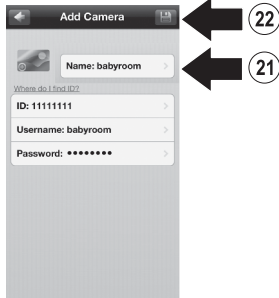 Add Camera
22
Name: babyroom
21
Where do I find ID?
ID: 11111111
Username: babyroom
Password: ••••••••